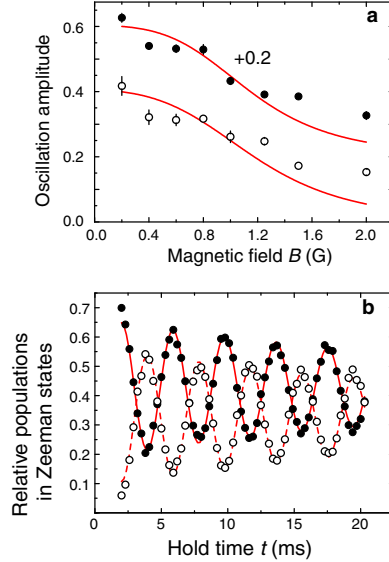 a
0.6
0.4
0.2
0.0
+0.2
Oscillation amplitude
0.0 0.4 0.8 1.2 1.6 2.0
Magnetic field B (G)
b
0.7
0.6
0.5
0.4
0.3
0.2
0.1
Relative populations
in Zeeman states
0 5 10 15 20
Hold time t (ms)